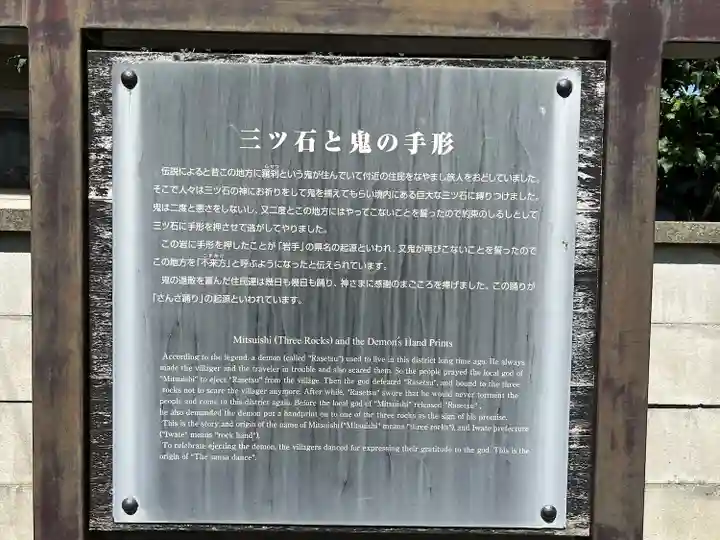 三ツ石と鬼の手形
伝説によると昔この地方に羅刹という鬼が住んでいて付近の住民をなやまし旅人をおどしていました。
そこで人々は三ツ石の神にお祈りをして鬼を捕えてもらい境内にある巨大な三ツ石に縛りつけました。
鬼は二度と悪さをしないし、又二度とこの地方にはやってこないことを誓ったので約束のしるしとして
三ツ石に手形を押させて逃がしてやりました。
この岩に手形を押したことが「岩手」の県名の起源といわれ、又鬼が再びこないことを誓ったので
この地方を「不来方」と呼ぶようになったと伝えられています。
鬼の退散を喜んだ住民達は幾日も幾日も踊り、神さまに感謝のまごころを捧げました。この踊りが
「さんさ踊り」の起源といわれています。
Mitsuishi (Three Rocks) and the Demon's Hand Prints
According to the legend, a demon (called "Rasetsu") used to live in this district long time ago. He always
made the villager and the traveler in trouble and also scared them. So the people prayed the local god of
"Mitsuishi" to eject "Rasetsu" from the village. Then the god defeated "Rasetsu", and bound to the three
rocks not to scare the villager anymore. After while, "Rasetsu" swore that he would never torment the
people and come to this district again. Before the local god of "Mitsuishi" released "Rasetsu",
he also demanded the demon put a handprint on to one of the three rocks as the sign of his promise.
This is the story and origin of the name of Mitsuishi ("Mitsuishi" means "three rocks"), and Iwate prefecture
("Iwate" means "rock hand").
To celebrate ejecting the demon, the villagers danced for expressing their gratitude to the god. This is the
origin of "The sansa dance".